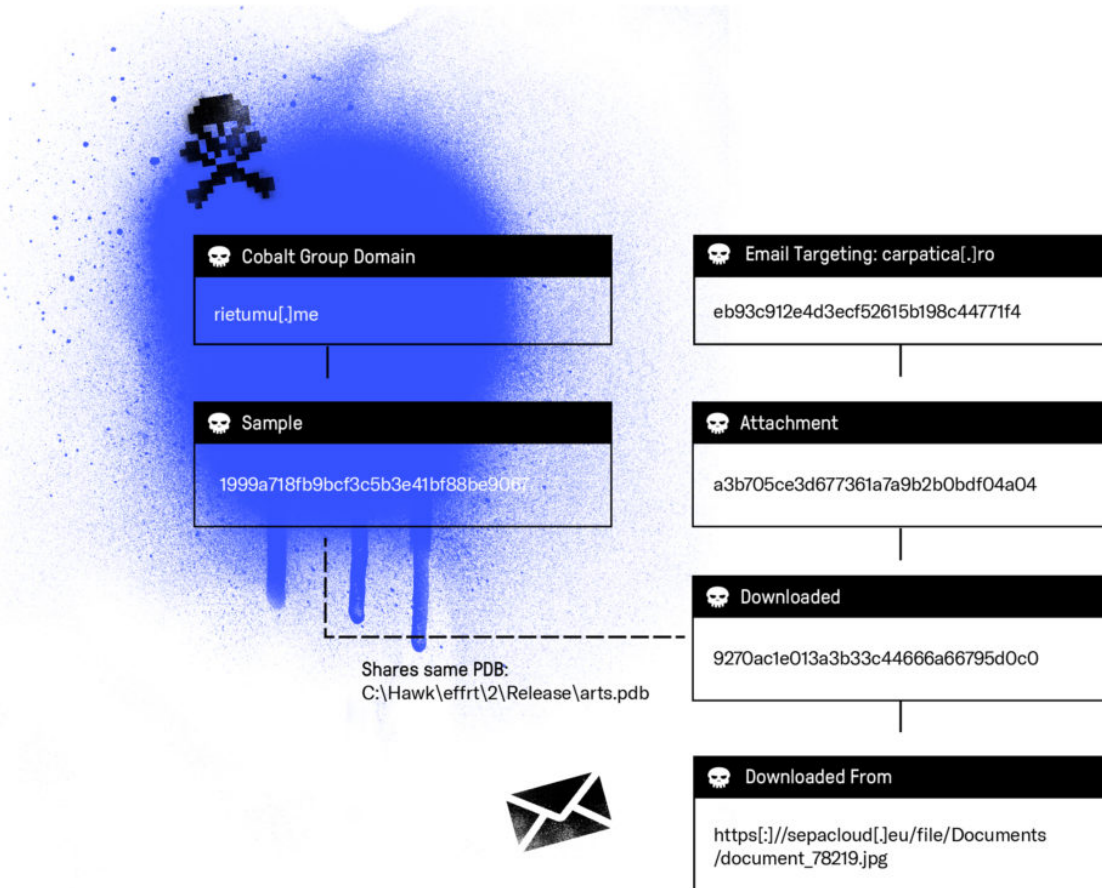 Cobalt Group Domain
rietumu[.]me
Sample
1999a718fb9bcf3c5b3e41bf88be9067
Shares same PDB:
C:\Hawk\effrt\2\Release\arts.pdb
Email Targeting: carpatica[.]ro
eb93c912e4d3ecf52615b198c44771f4
Attachment
a3b705ce3d677361a7a9b2b0bdf04a04
Downloaded
9270ac1e013a3b33c44666a66795d0c0
Downloaded From
https[:]//sepacloud[.]eu/file/Documents
/document_78219.jpg